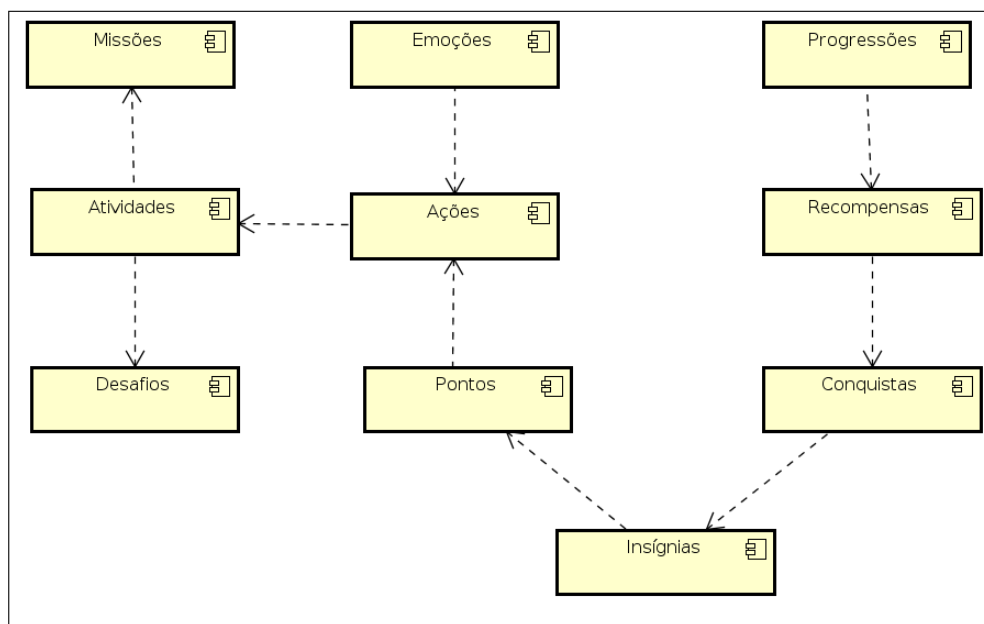 Missões
Emoções
Progressões
Atividades
Ações
Recompensas
Desafios
Pontos
Conquistas
Insígnias